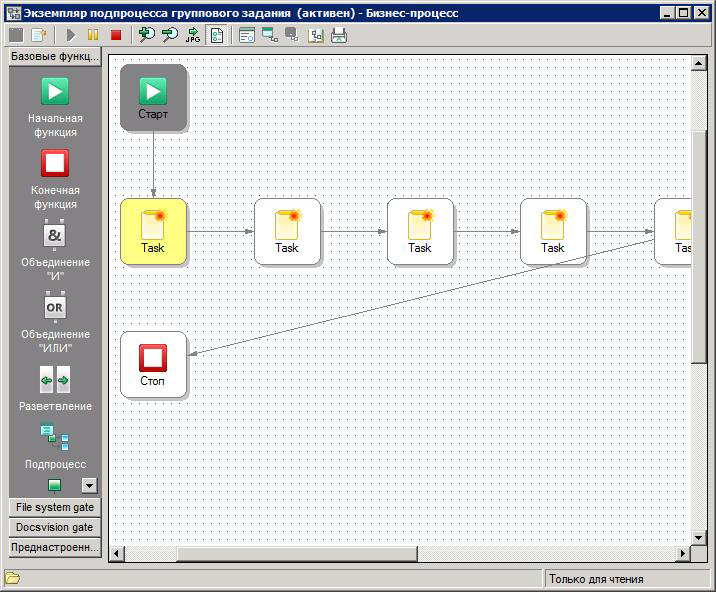 Экземпляр подпроцесса группового задания (активен) - Бизнес-процесс
JPG
Базовые функц...
Начальная
функция
Конечная
функция
&
Объединение
"И"
OR
Объединение
"ИЛИ"
Разветвление
Подпроцесс
File system gate
Docsvision gate
Преднастроенн...
Старт
Task
Task
Task
Task
Tas
Стоп
Только для чтения